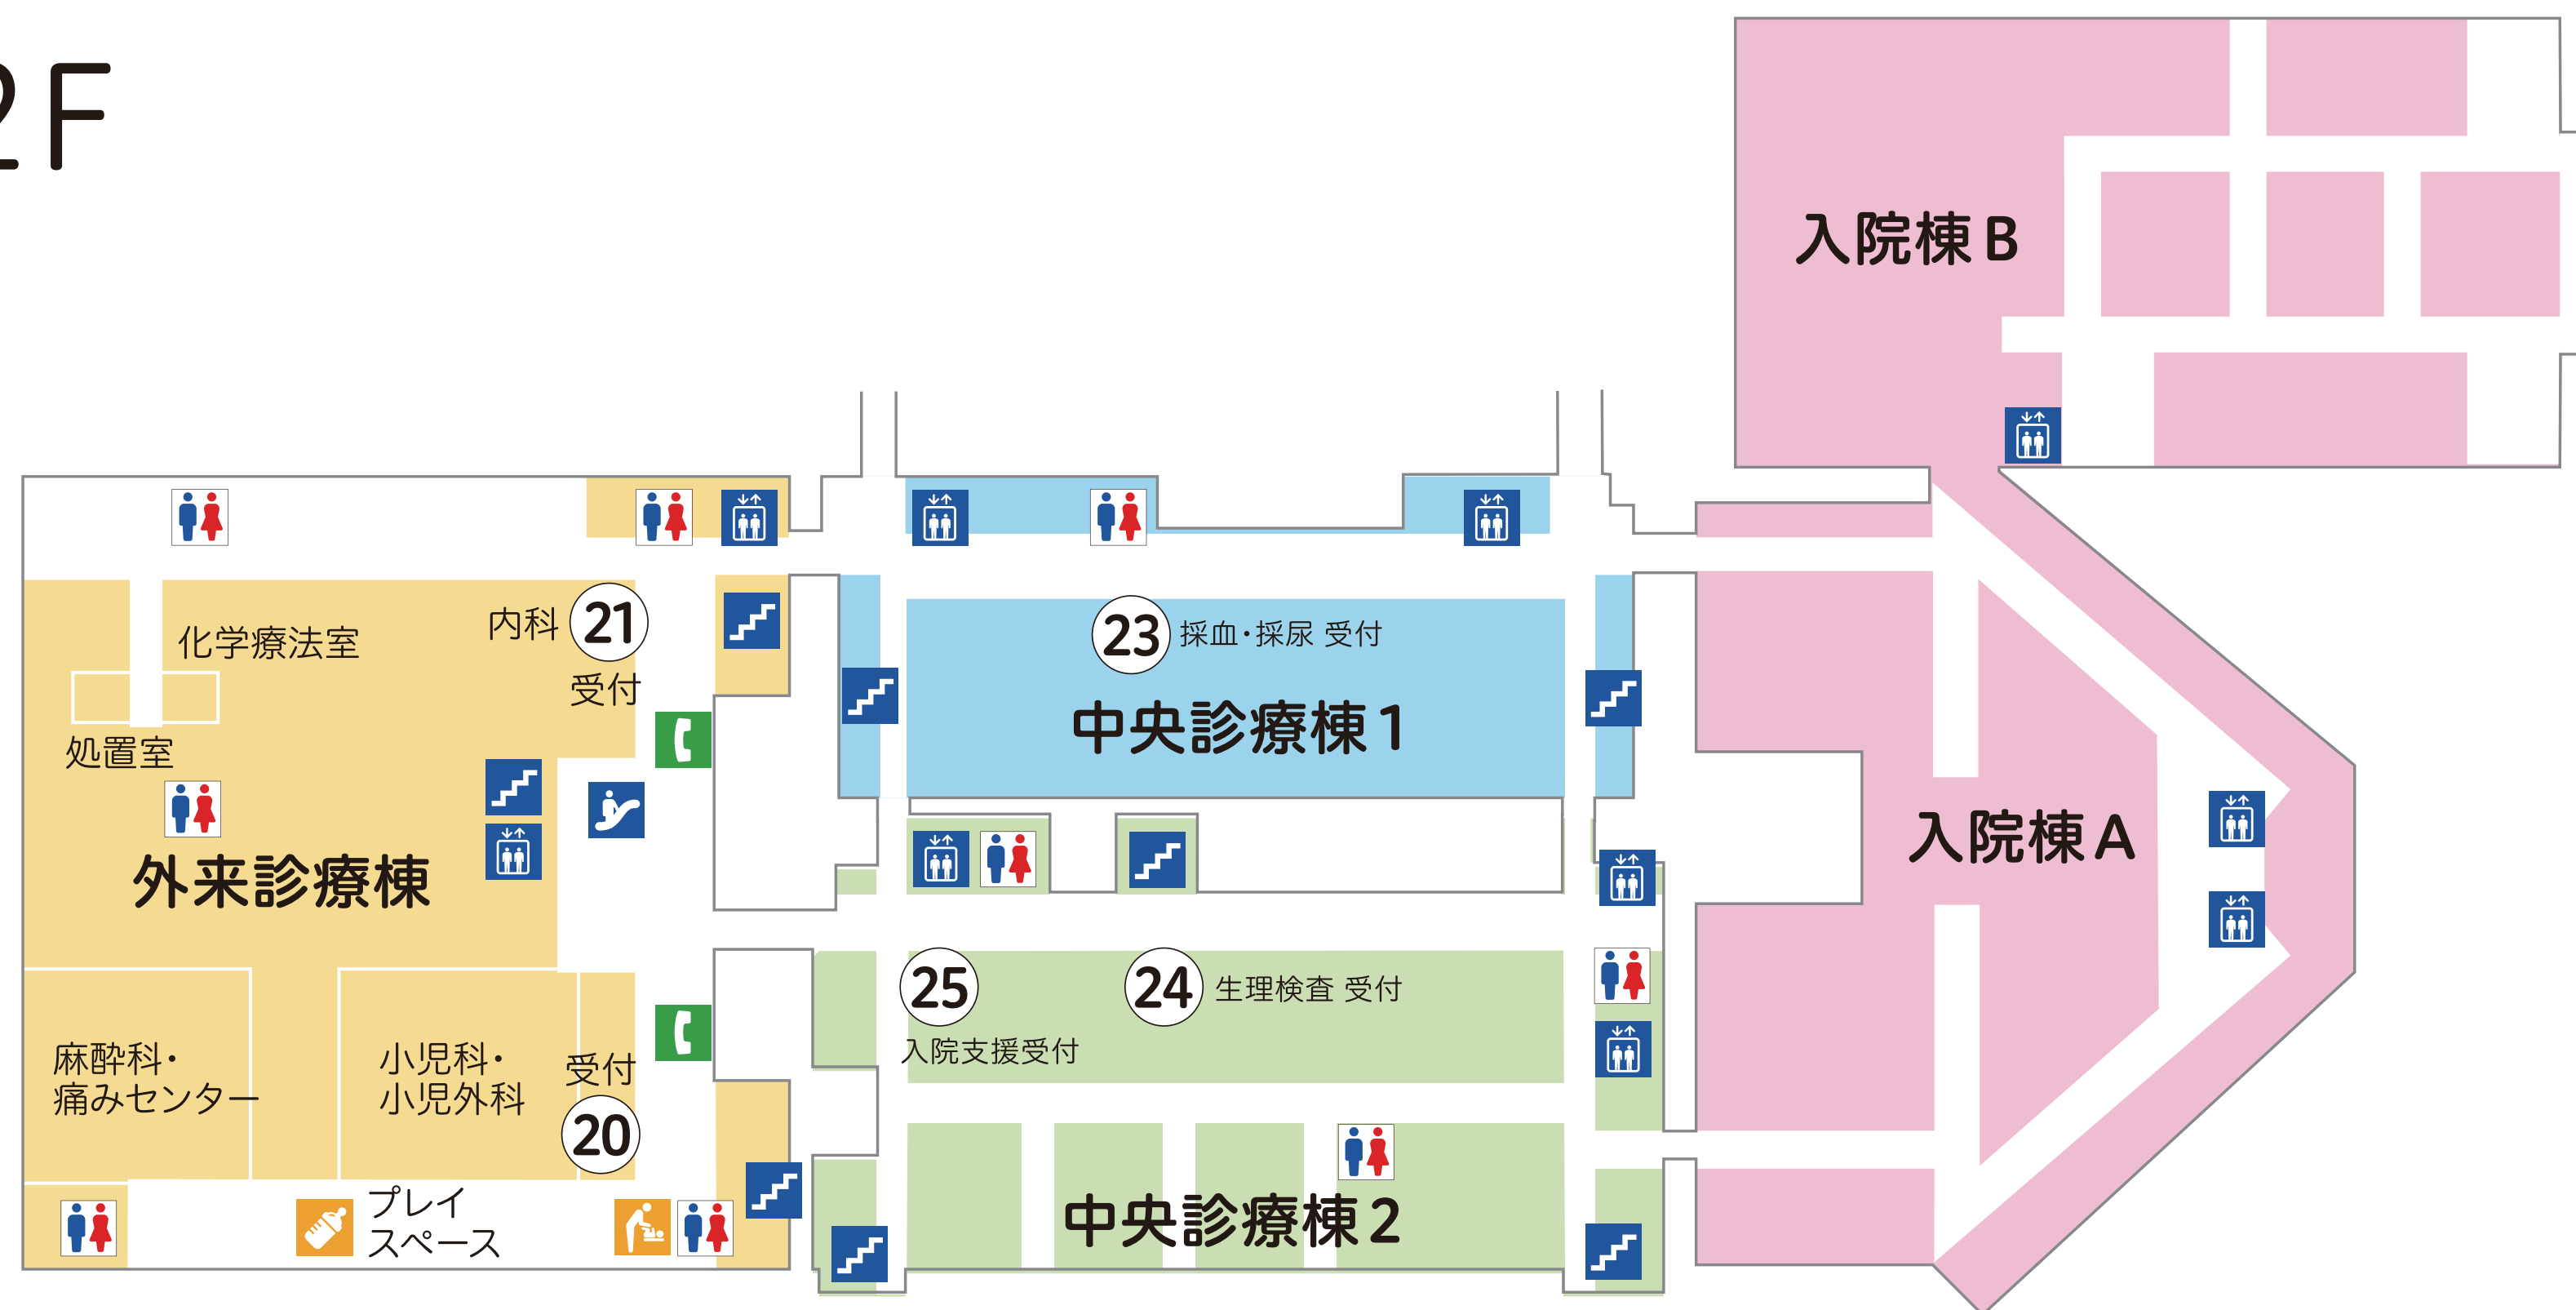 2F
入院棟B
化学療法室
内科 21
受付
処置室
外来診療棟
麻酔科・
痛みセンター
小児科・
小児外科
受付
20
プレイ
スペース
23 採血・採尿 受付
中央診療棟1
25
入院支援受付
24 生理検査 受付
中央診療棟2
入院棟A